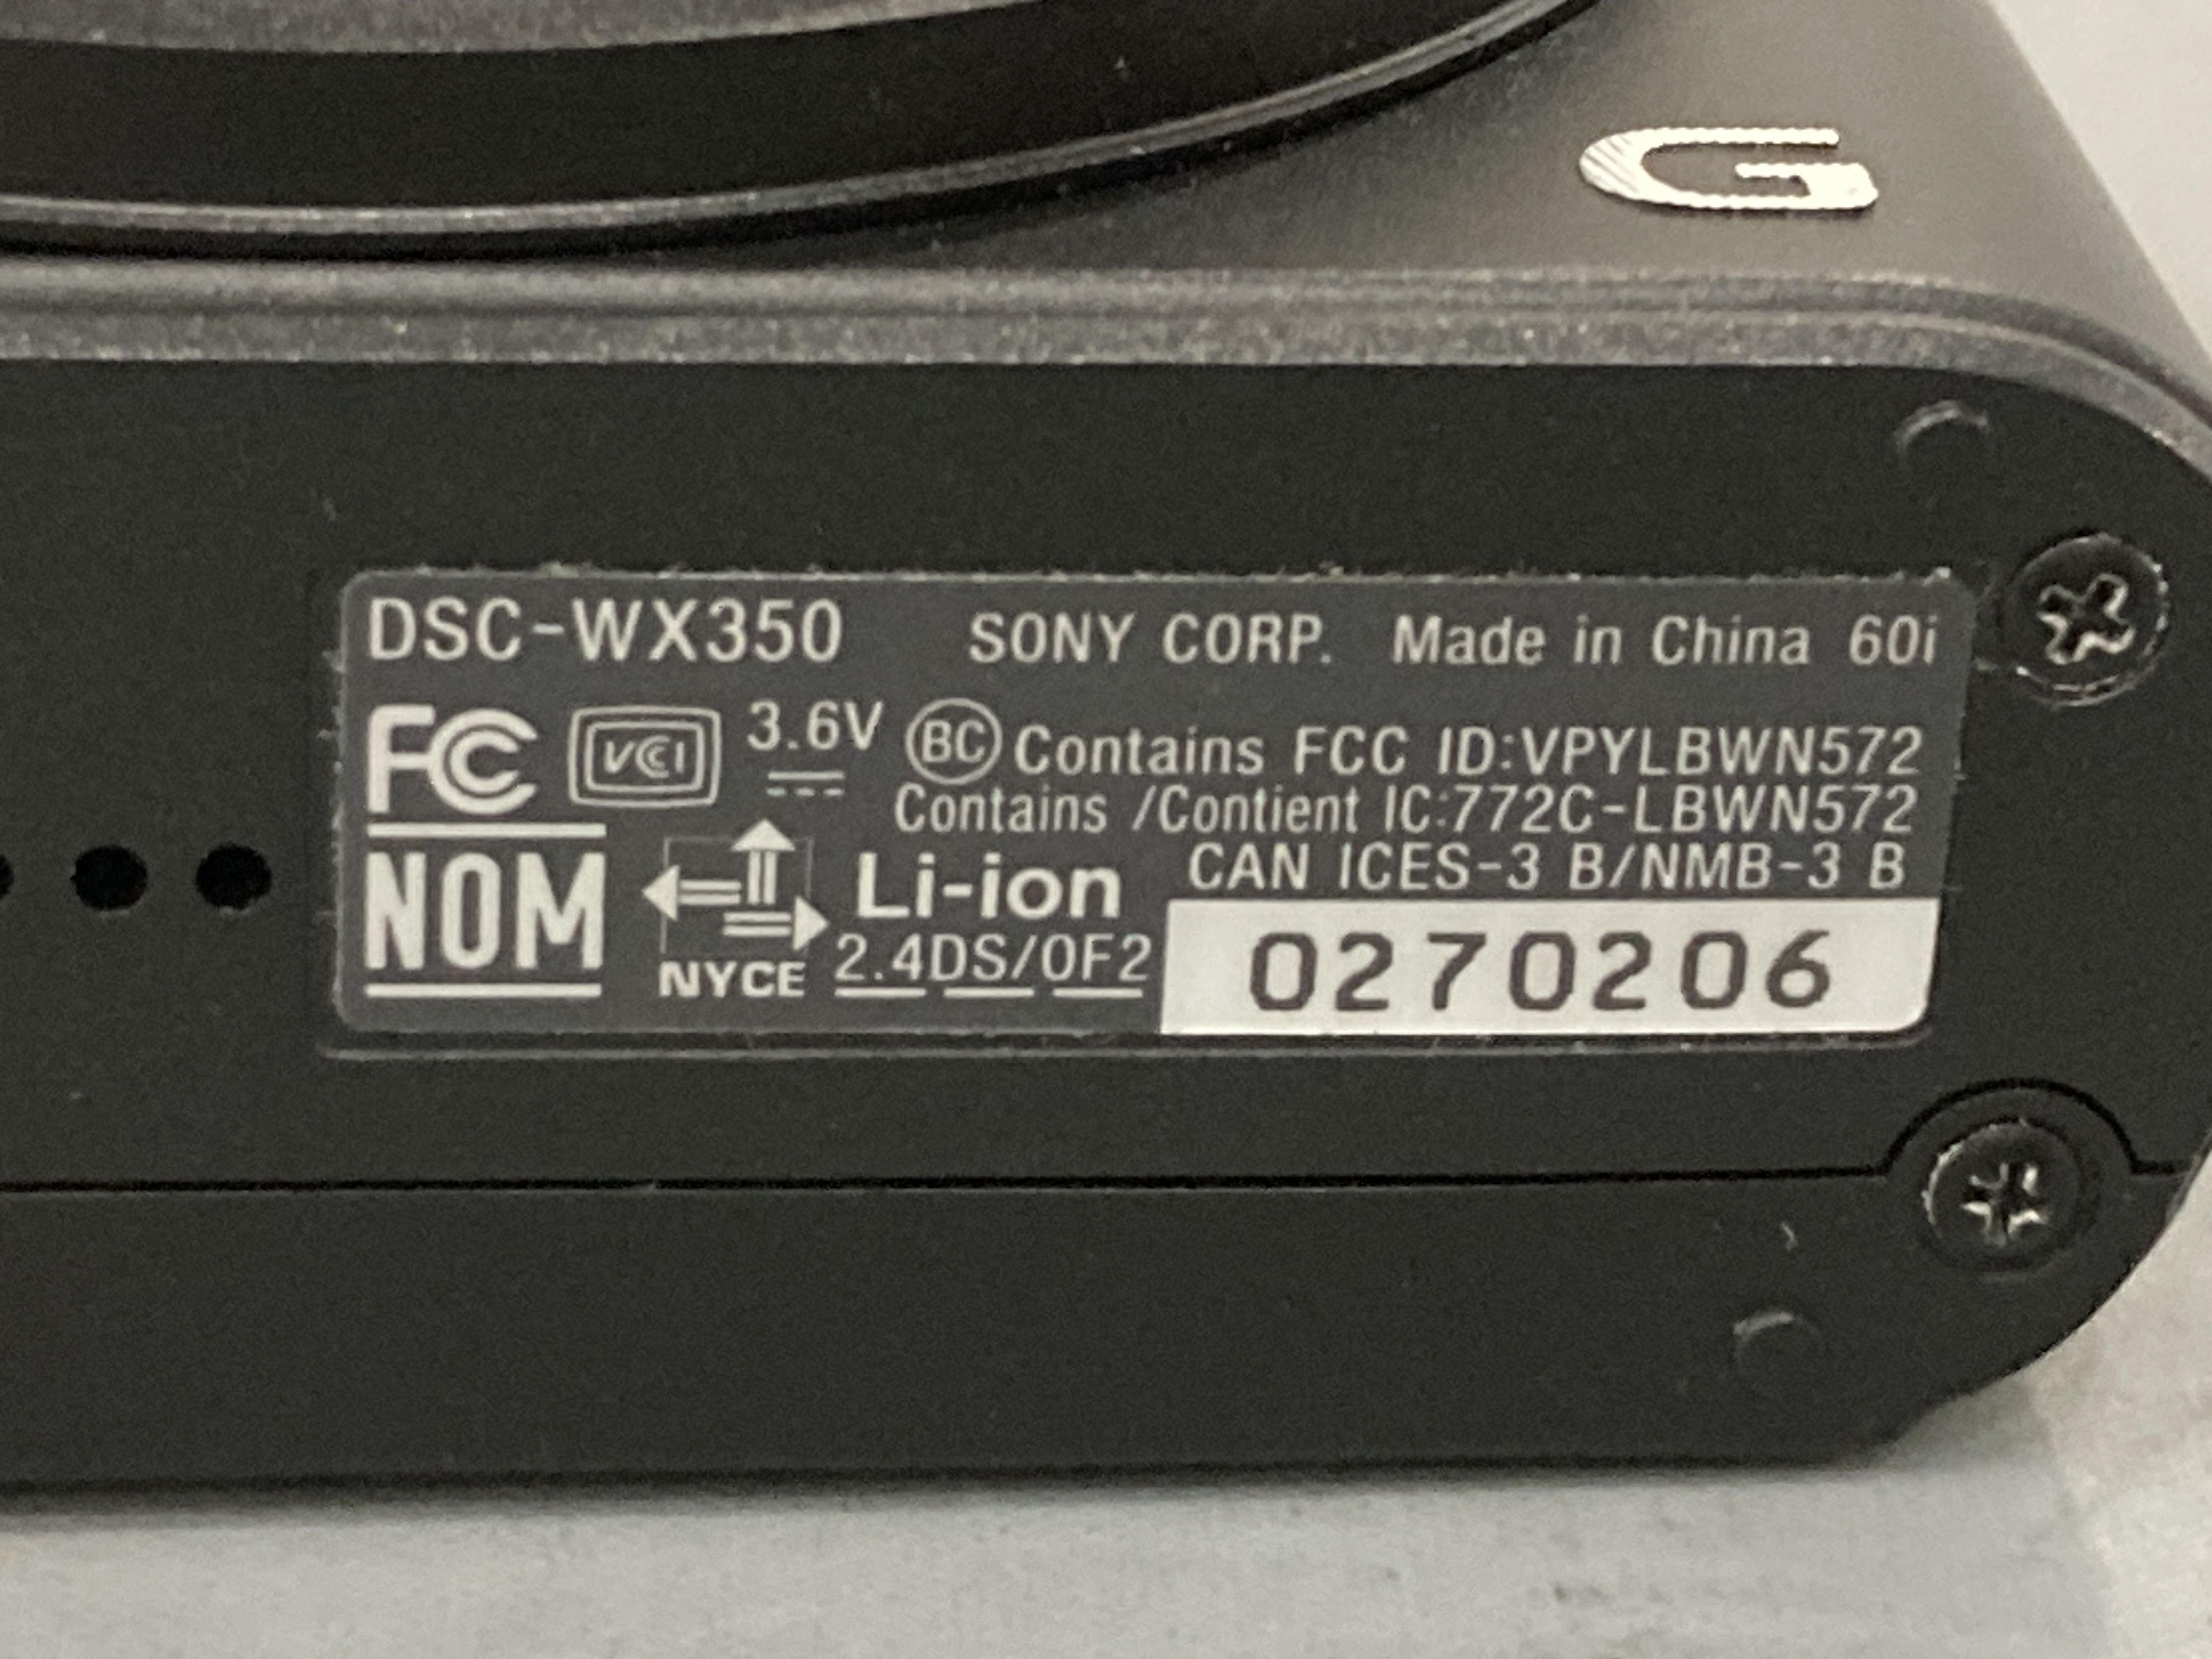 G
DSC-WX350 SONY CORP. Made in China 60i
FC VCCI 3.6V BC Contains FCC ID:VPYLBWN572
Contains /Contient IC:772C-LBWN572
CAN ICES-3 B/NMB-3 B
NOM NYCE Li-ion
2.4DS/OF2
0270206